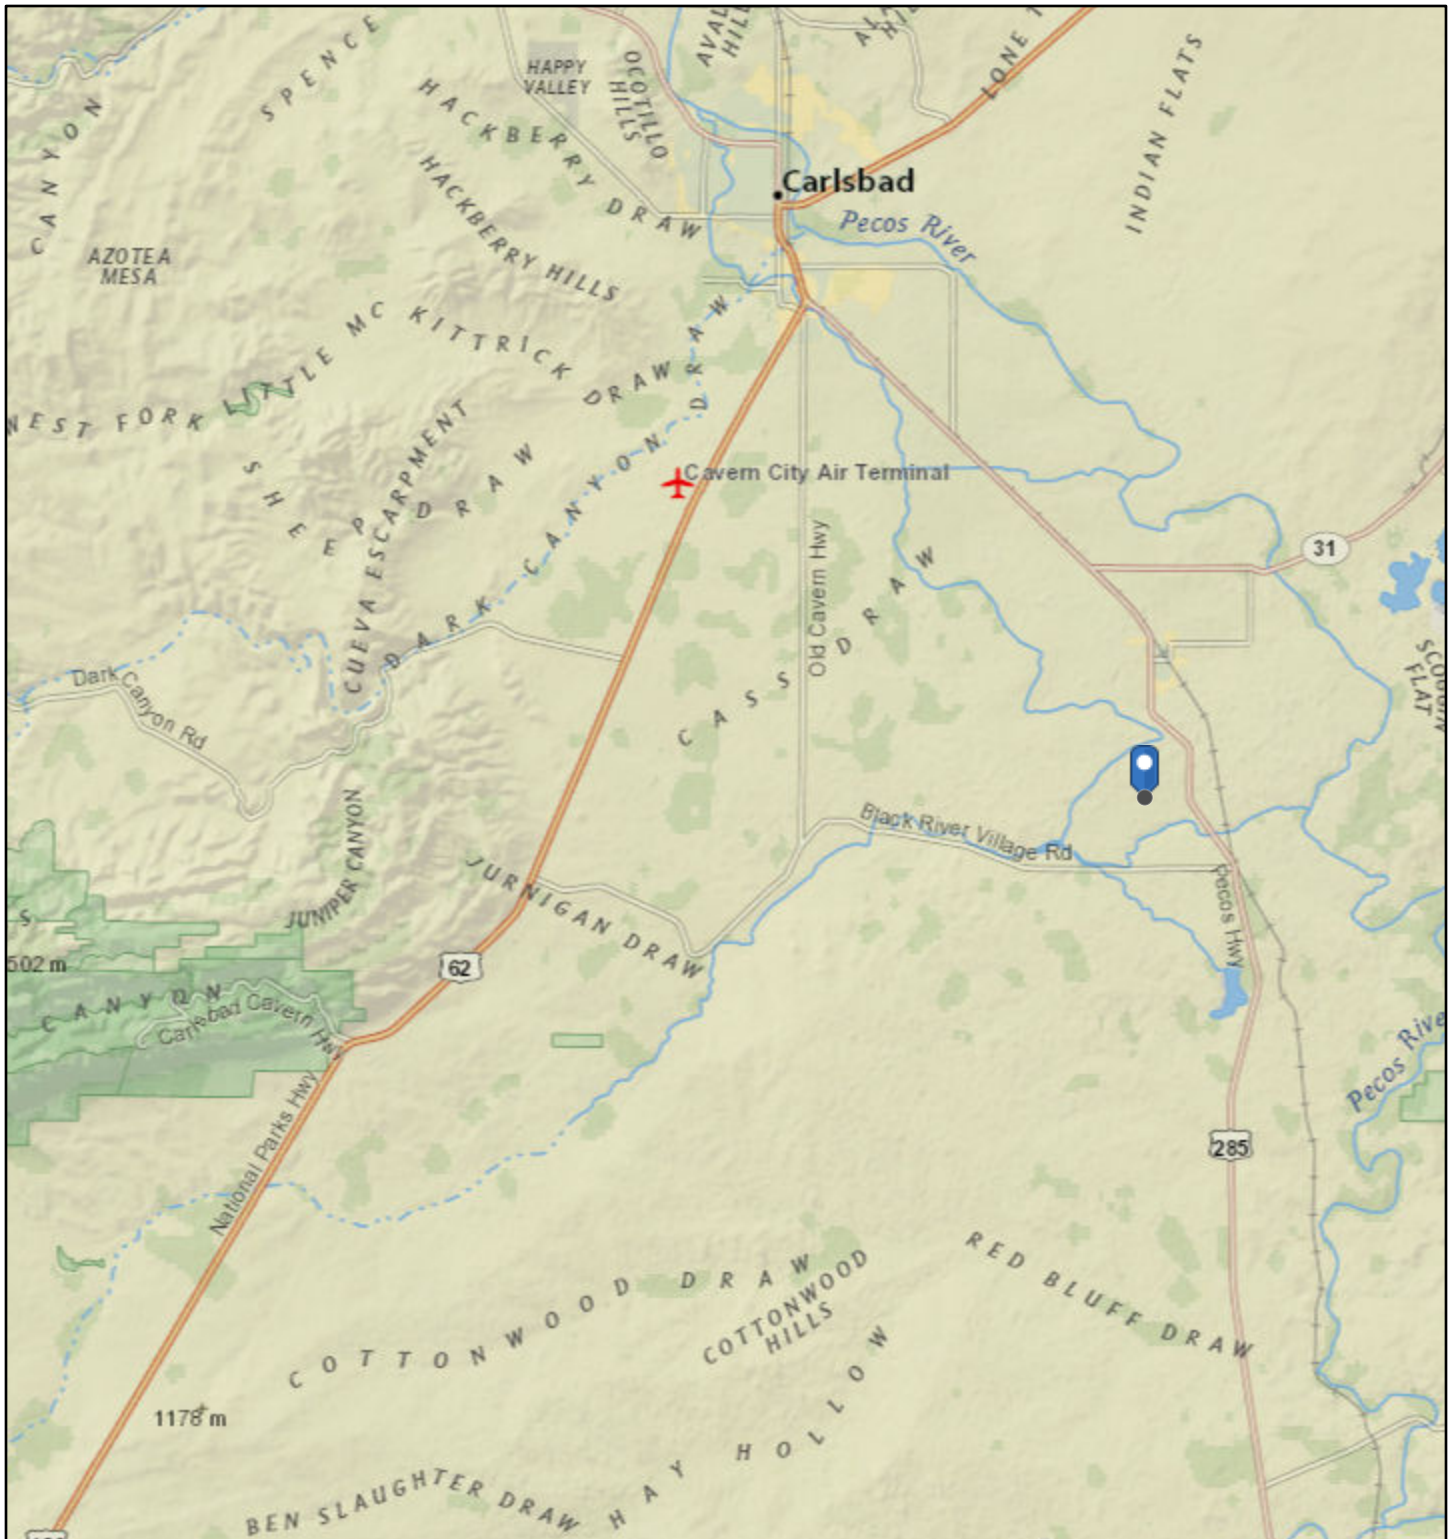 SPENCE
HAPPY
VALLEY
OCOTILLO
HILLS
AVAL
HILL
LONE
INDIAN FLATS
CANYON
HACKBERRY DRAW
HACKBERRY HILLS
Carlsbad
Pecos River
AZOTEA
MESA
LITTLE MC KITTRICK DRAW
WEST FORK
SHEEP DRAW
CUEVA ESCARPMENT
DARK CANYON DRAW
Cavern City Air Terminal
Old Cavern Hwy
CASS DRAW
31
FLAT
Dark Canyon Rd
Black River Village Rd
JUNIPER CANYON
JURNIGAN DRAW
Pecos Hwy
S
502 m
62
CANYON
Carlsbad Cavern Hwy
National Parks Hwy
Pecos Rive
285
COTTONWOOD DRAW
COTTONWOOD
HILLS
RED BLUFF DRAW
1178 m
HAY HOLLOW
BEN SLAUGHTER DRAW